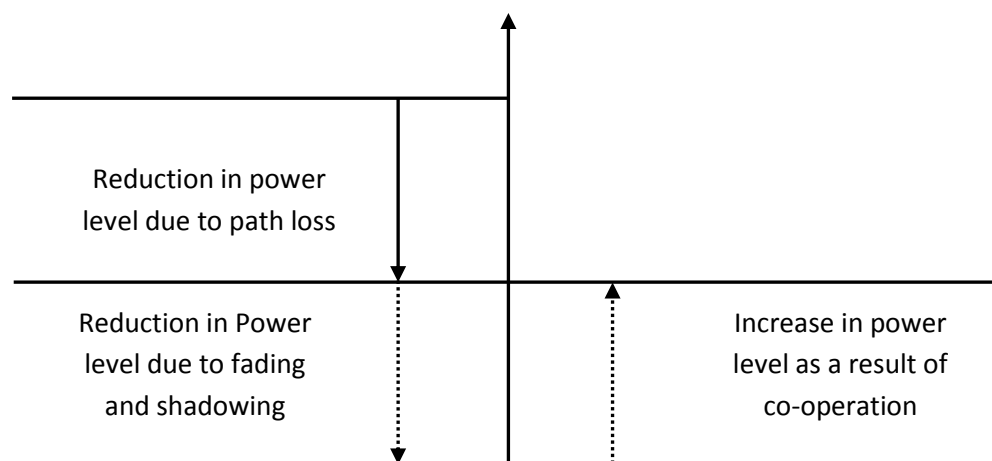 Reduction in power
level due to path loss
Reduction in Power
level due to fading
and shadowing
Increase in power
level as a result of
co-operation